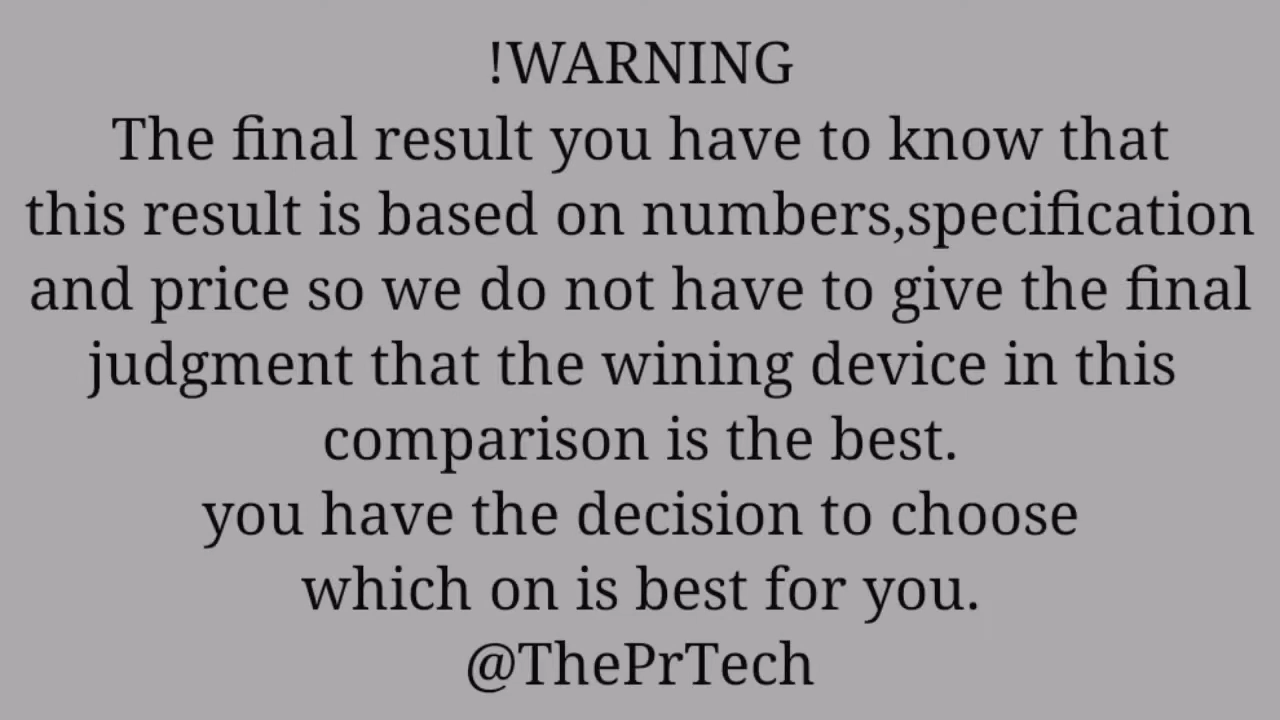 !WARNING
The final result you have to know that
this result is based on numbers,specification
and price so we do not have to give the final
judgment that the wining device in this
comparison is the best.
you have the decision to choose
which on is best for you.
@ThePrTech